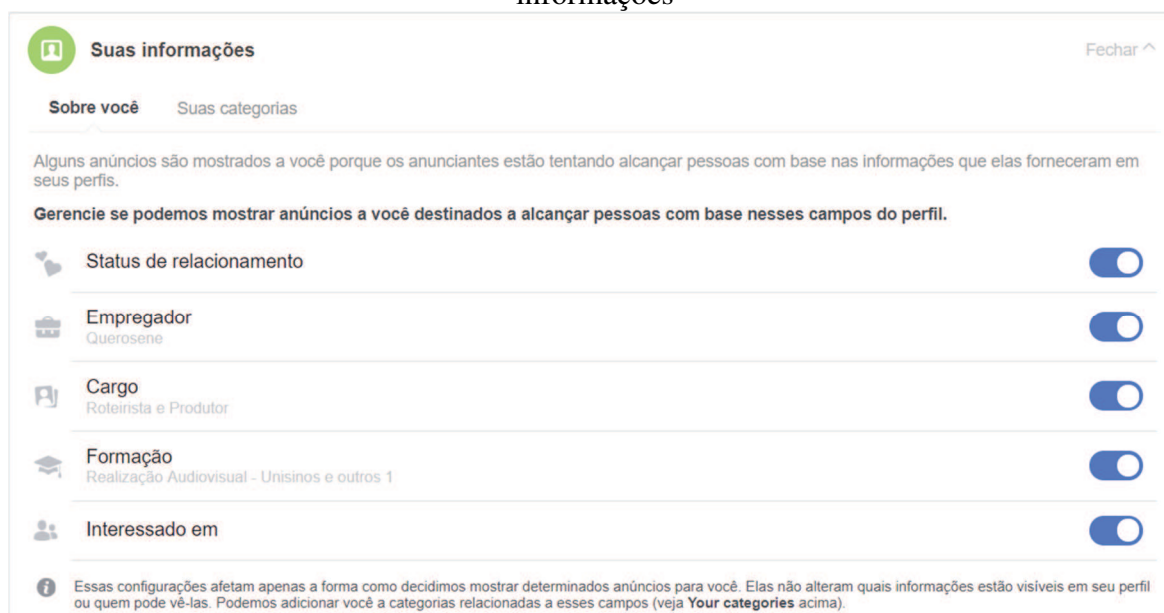 informações
Suas informações
Fechar
Sobre você Suas categorias
Alguns anúncios são mostrados a você porque os anunciantes estão tentando alcançar pessoas com base nas informações que elas forneceram em
seus perfis.
Gerencie se podemos mostrar anúncios a você destinados a alcançar pessoas com base nesses campos do perfil.
Status de relacionamento
Empregador
Querosene
Cargo
Roteirista e Produtor
Formação
Realização Audiovisual - Unisinos e outros 1
Interessado em
Essas configurações afetam apenas a forma como decidimos mostrar determinados anúncios para você. Elas não alteram quais informações estão visíveis em seu perfil
ou quem pode vê-las. Podemos adicionar você a categorias relacionadas a esses campos (veja Your categories acima).